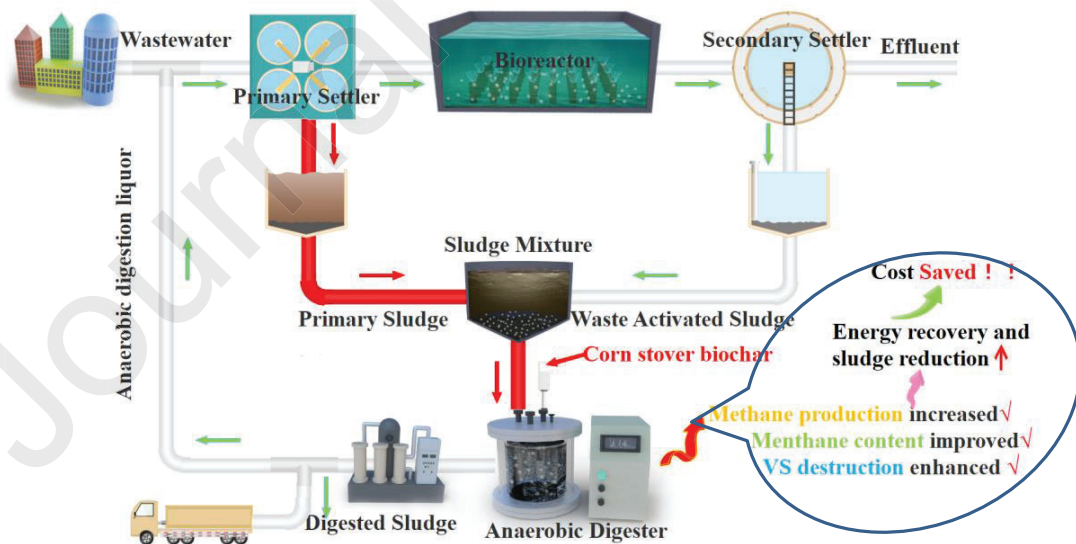 Wastewater
Primary Settler
Bioreactor
Secondary Settler
Effluent
Anaerobic digestion liquor
Sludge Mixture
Primary Sludge
Waste Activated Sludge
Corn stover biochar
Cost Saved ! !
Energy recovery and
sludge reduction
Methane production increased√
Menthane content improved√
VS destruction enhanced √
Digested Sludge
Anaerobic Digester
Journal